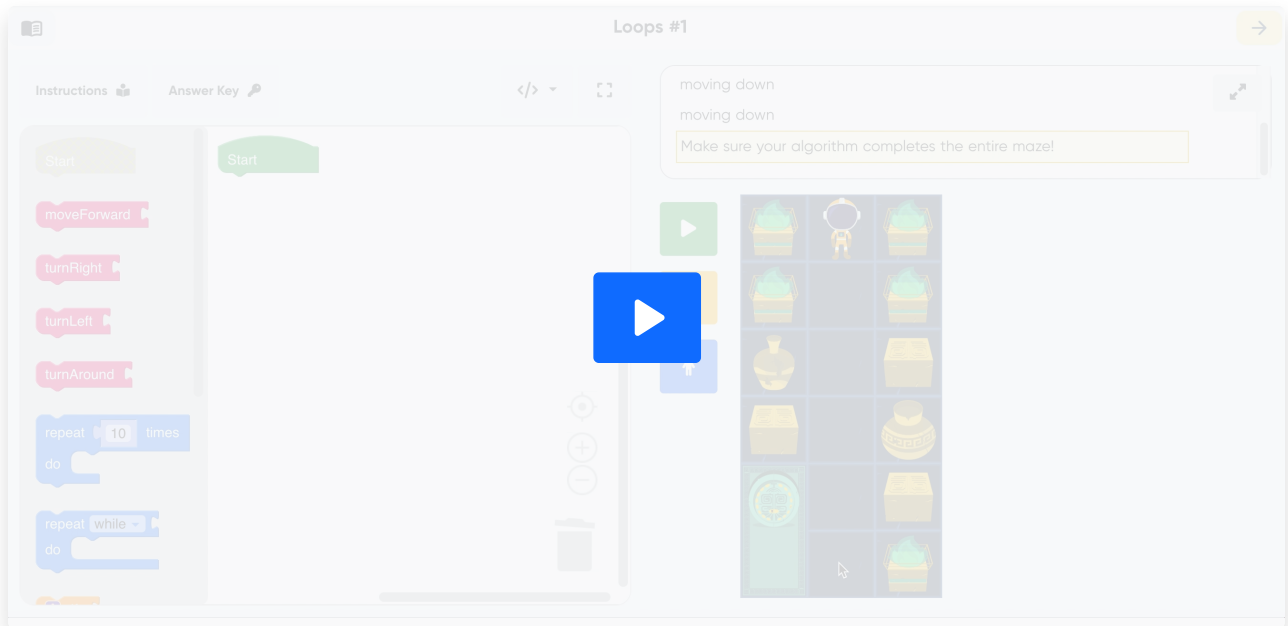 Loops #1
Instructions
Answer Key
</>
moving down
moving down
Make sure your algorithm completes the entire maze!
Start
Start
moveForward
turnRight
turnLeft
turnAround
repeat 10 times
do
repeat while
do